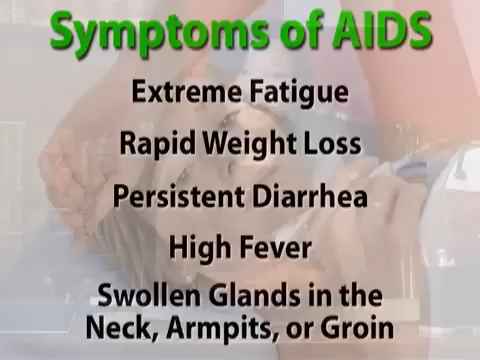 Symptoms of AIDS
Extreme Fatigue
Rapid Weight Loss
Persistent Diarrhea
High Fever
Swollen Glands in the
Neck, Armpits, or Groin